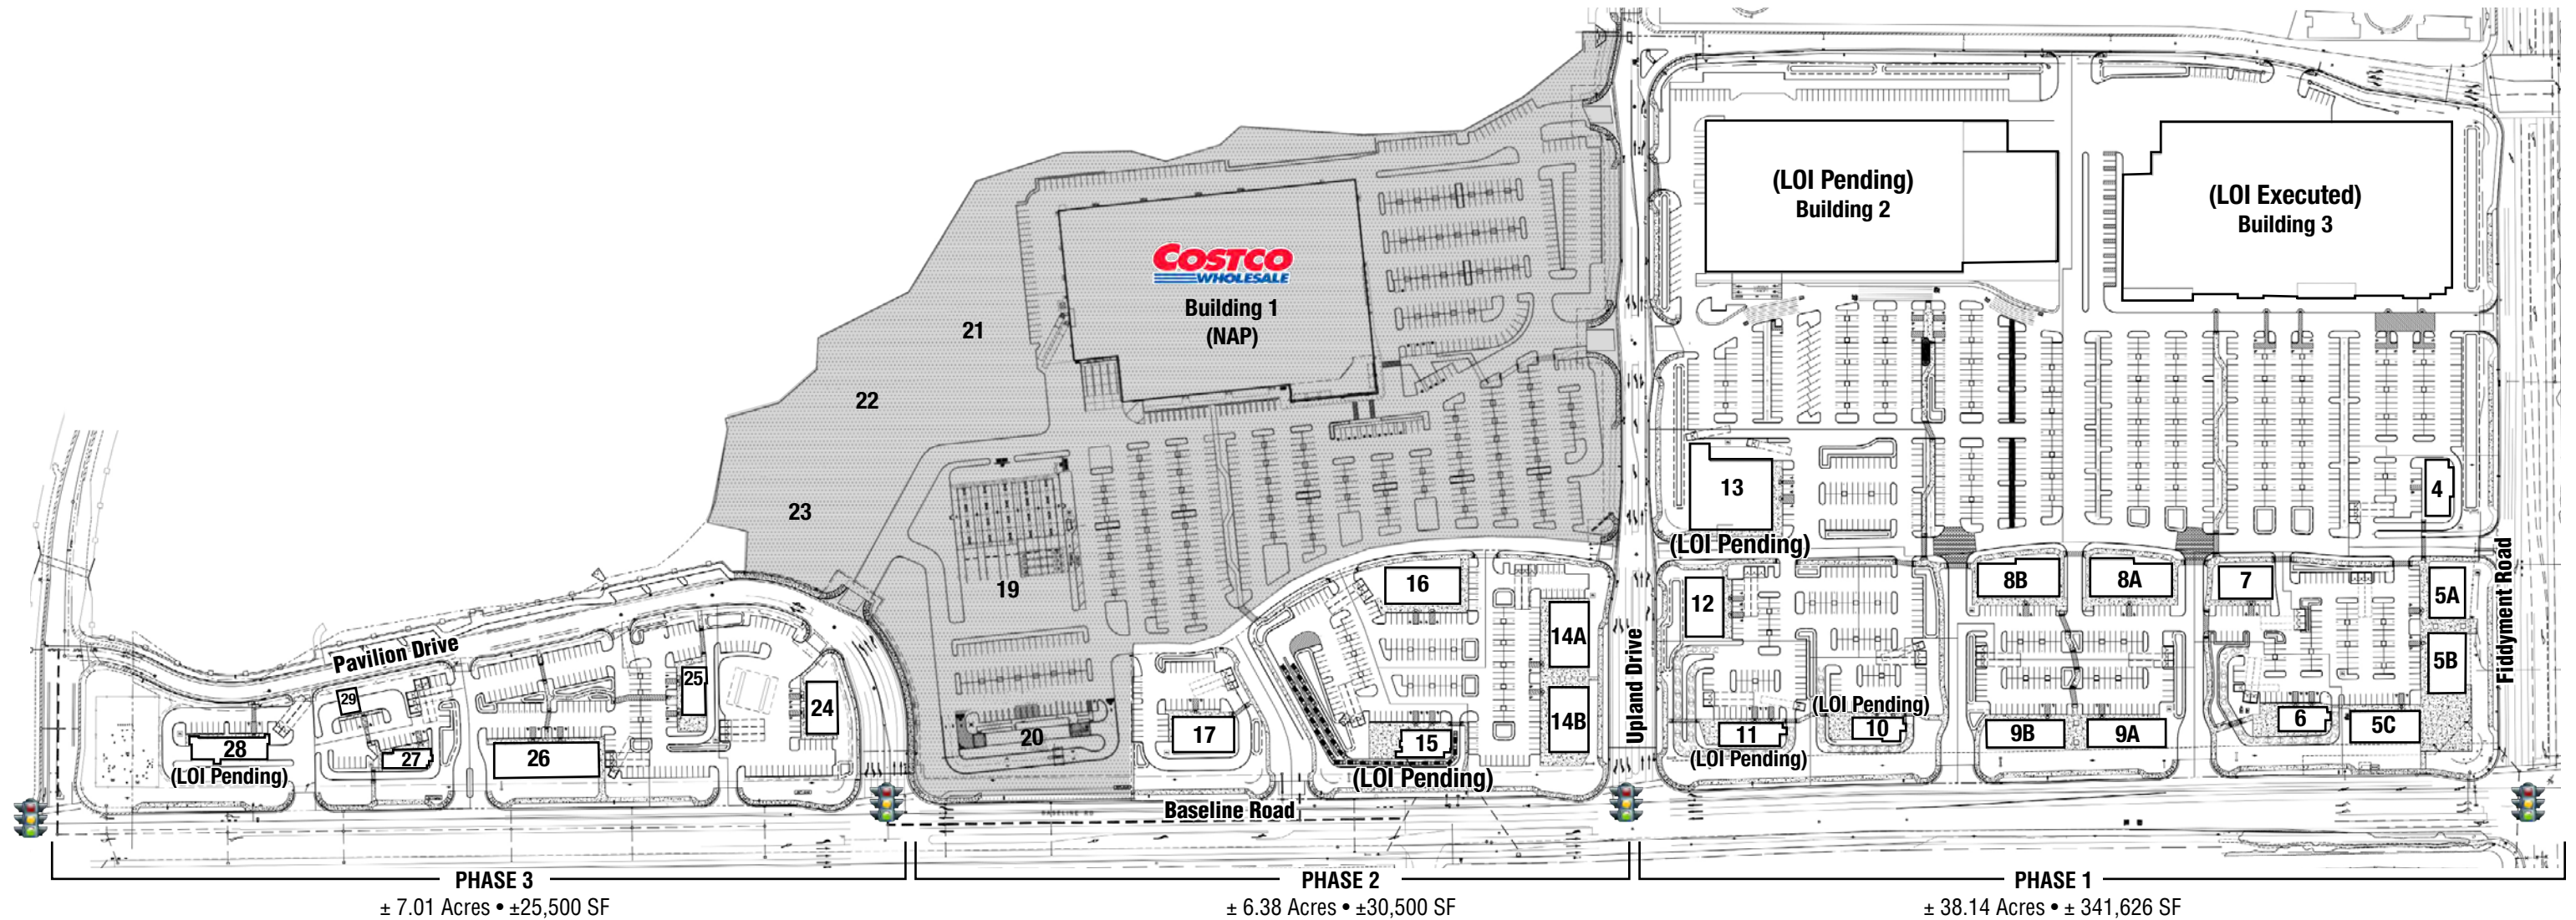 (LOI Pending)
Building 2
(LOI Executed)
Building 3
COSTCO
WHOLESALE
Building 1
(NAP)
21
22
23
13
(LOI Pending)
4
19
16
12
8B
8A
7
5A
14A
5B
Upland Drive
Fiddyment Road
Pavilion Drive
29
25
24
28
(LOI Pending)
27
26
20
17
15
(LOI Pending)
14B
11
(LOI Pending)
(LOI Pending)
10
9B
9A
6
5C
Baseline Road
BASELINE RD
PHASE 3
± 7.01 Acres • ±25,500 SF
PHASE 2
± 6.38 Acres • ±30,500 SF
PHASE 1
± 38.14 Acres • ± 341,626 SF